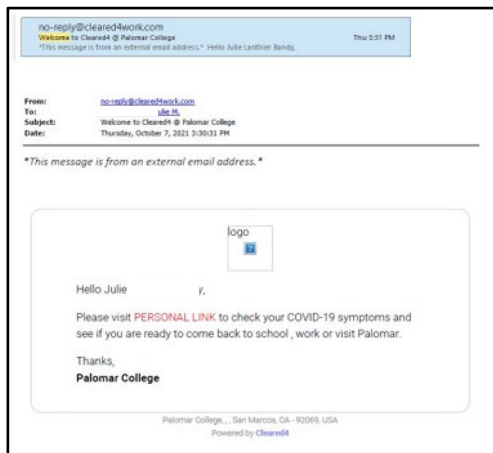 no-reply@cleared4work.com
Welcome to Cleared4 @ Palomar College Thu 3:31 PM
*This message is from an external email address.* Hello Julie Lanthier Bandy,
From: no-reply@cleared4work.com
To: ulie M.
Subject: Welcome to Cleared4 @ Palomar College
Date: Thursday, October 7, 2021 3:30:31 PM
*This message is from an external email address.*
logo
Hello Julie y,
Please visit PERSONAL LINK to check your COVID-19 symptoms and
see if you are ready to come back to school , work or visit Palomar.
Thanks,
Palomar College
Palomar College, , , San Marcos, CA - 92069, USA
Powered by Cleared4